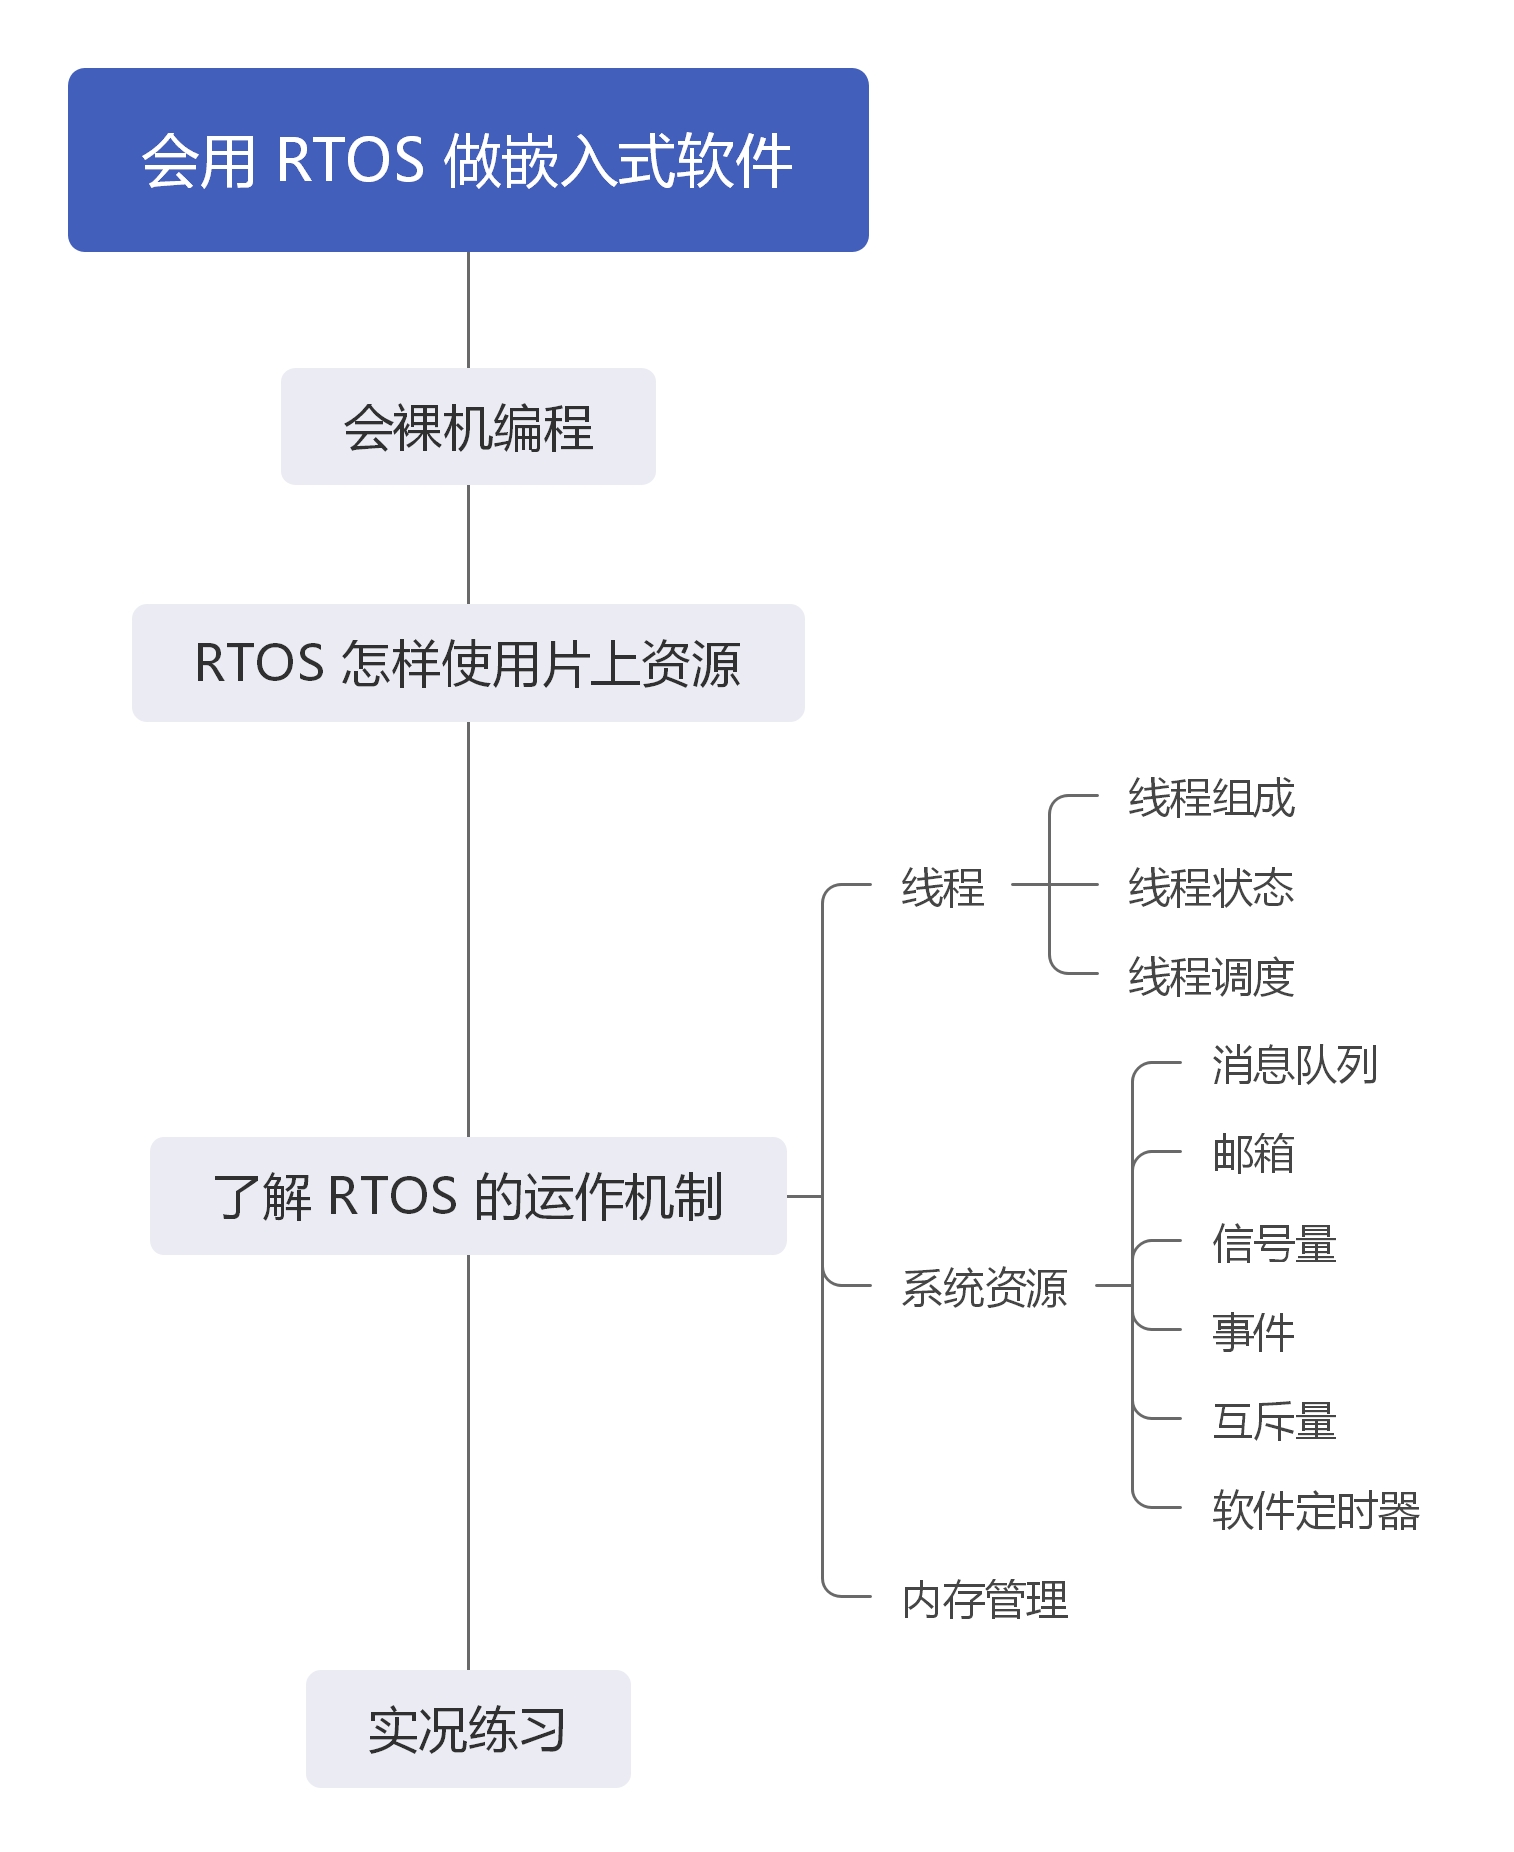 会用 RTOS 做嵌入式软件
会裸机编程
RTOS 怎样使用片上资源
了解 RTOS 的运作机制
线程
线程组成
线程状态
线程调度
系统资源
消息队列
邮箱
信号量
事件
互斥量
软件定时器
内存管理
实况练习